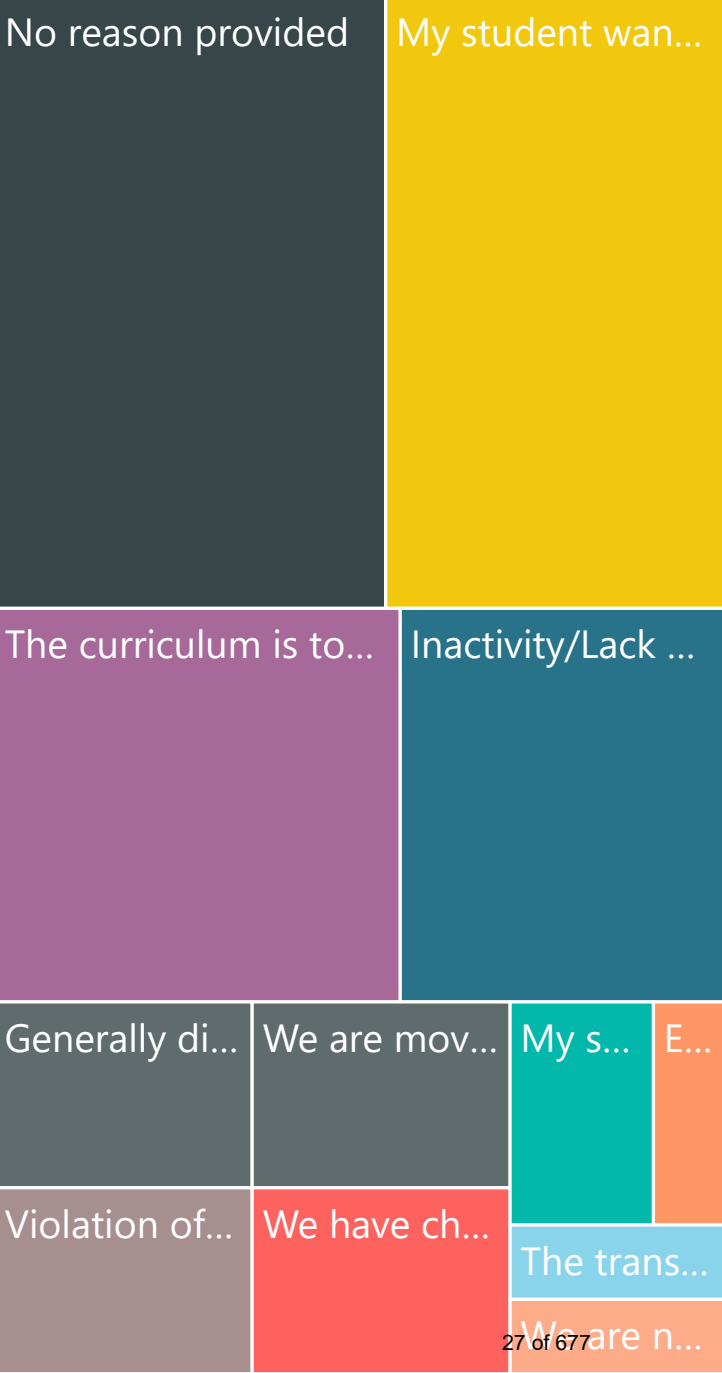 No reason provided
My student wan...
The curriculum is to...
Inactivity/Lack ...
Generally di...
We are mov...
My s...
E...
Violation of...
We have ch...
The trans...
We are n...
27 of 677